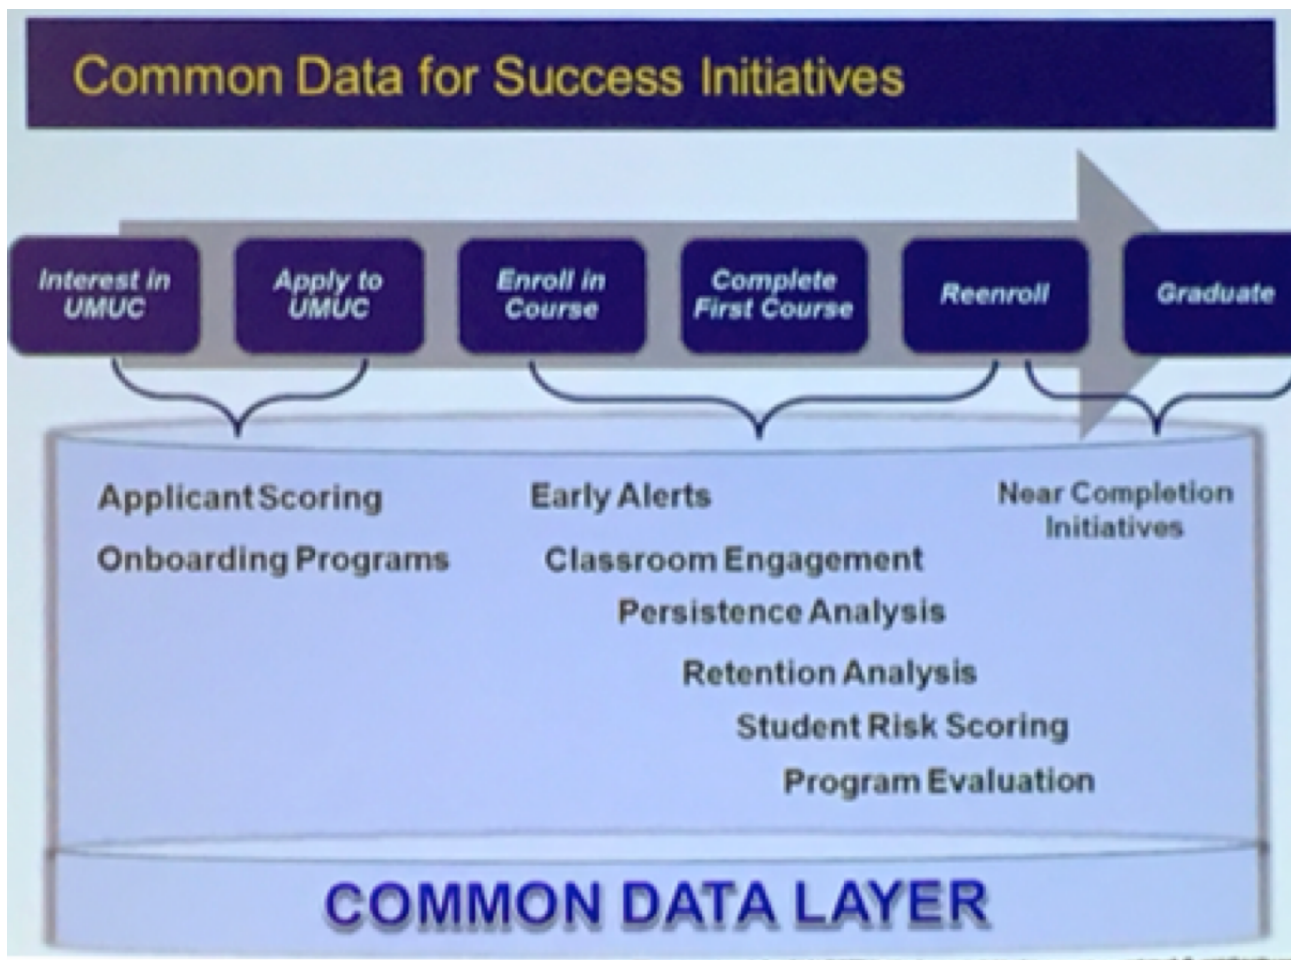 Common Data for Success Initiatives
Interest in
UMUC
Apply to
UMUC
Enroll in
Course
Complete
First Course
Reenroll
Graduate
Applicant Scoring
Onboarding Programs
Early Alerts
Classroom Engagement
Persistence Analysis
Retention Analysis
Student Risk Scoring
Program Evaluation
Near Completion
Initiatives
COMMON DATA LAYER